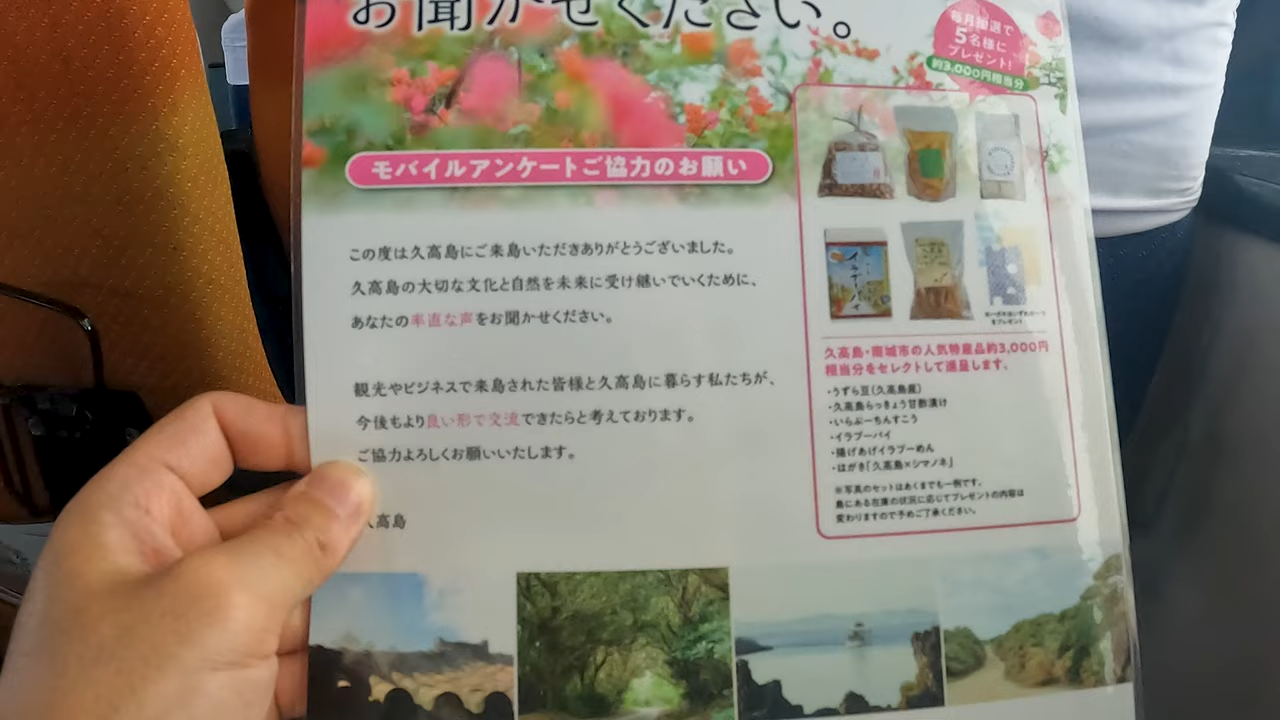 お聞かせください。
毎月抽選で
5名様に
プレゼント!
約3,000円相当分
モバイルアンケートご協力のお願い
この度は久高島にご来島いただきありがとうございました。
久高島の大切な文化と自然を未来に受け継いでいくために、
あなたの率直な声をお聞かせください。
観光やビジネスで来島された皆様と久高島に暮らす私たちが、
今後もより良い形で交流できたらと考えております。
ご協力よろしくお願いいたします。
久高島
イラブーパイ
久高島・南城市の人気特産品約3,000円
相当分をセレクトして進呈します。
・うずら豆(久高島産)
・久高島らっきょう甘酢漬け
・いらぶーちんすこう
・イラブーパイ
・揚げあげイラブーめん
・はがき「久高島×シマノネ」
※写真のセットはあくまでも一例です。
島にある在庫の状況に応じてプレゼントの内容は
変わりますので予めご了承ください。